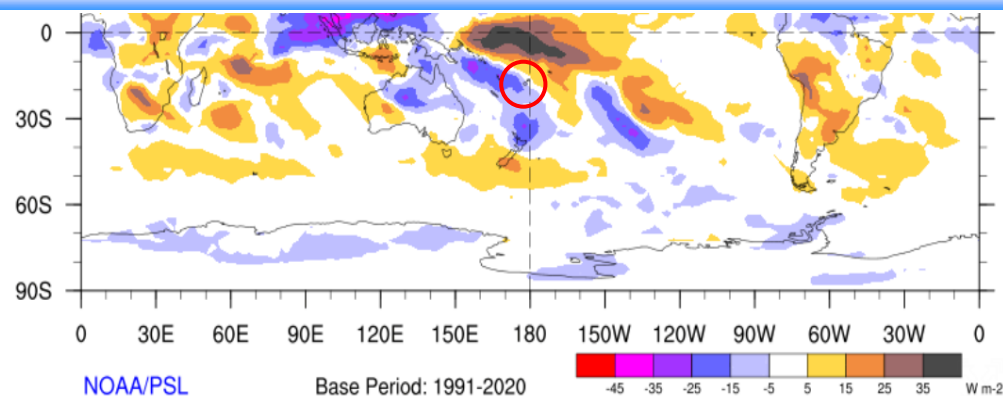 0
30S
60S
90S
0 30E 60E 90E 120E 150E 180 150W 120W 90W 60W 30W 0
NOAA/PSL Base Period: 1991-2020
-45 -35 -25 -15 -5 5 15 25 35 W m-2